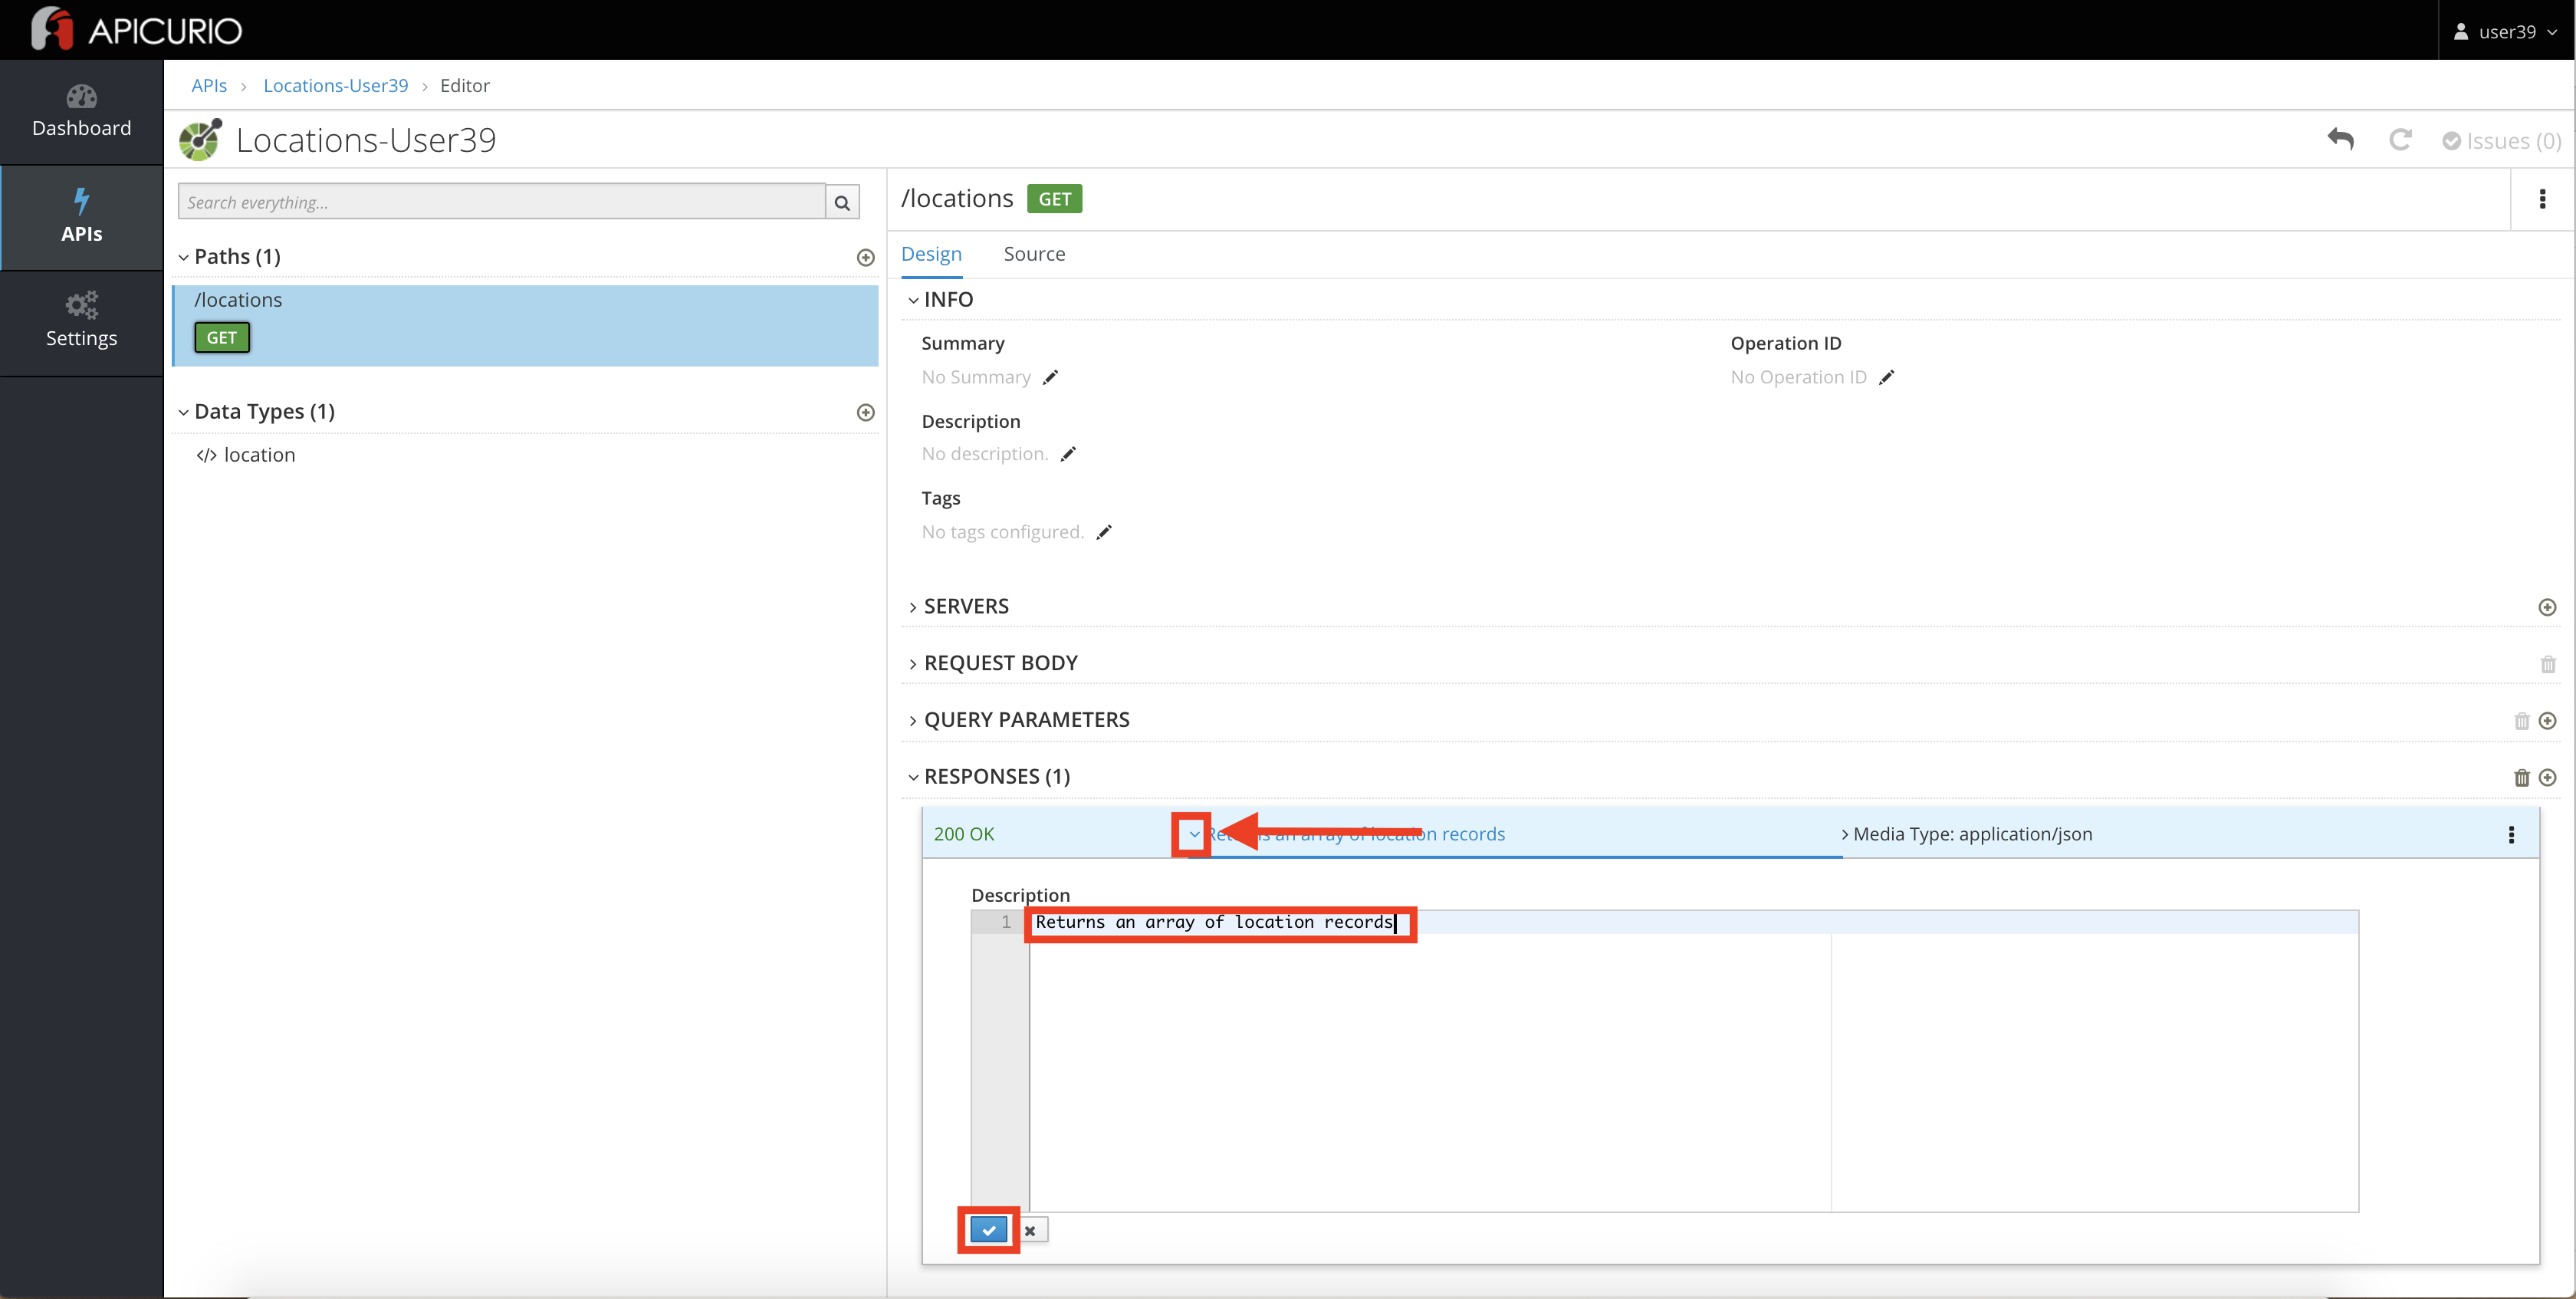 APICURIO
user39
Dashboard
APIs
Settings
APIs > Locations-User39 > Editor
Locations-User39
Issues (0)
Search everything...
Paths (1)
/locations
GET
Data Types (1)
</> location
/locations GET
Design Source
INFO
Summary
No Summary
Operation ID
No Operation ID
Description
No description.
Tags
No tags configured.
SERVERS
REQUEST BODY
QUERY PARAMETERS
RESPONSES (1)
200 OK
Returns an array of location records
Media Type: application/json
Description
1 Returns an array of location records